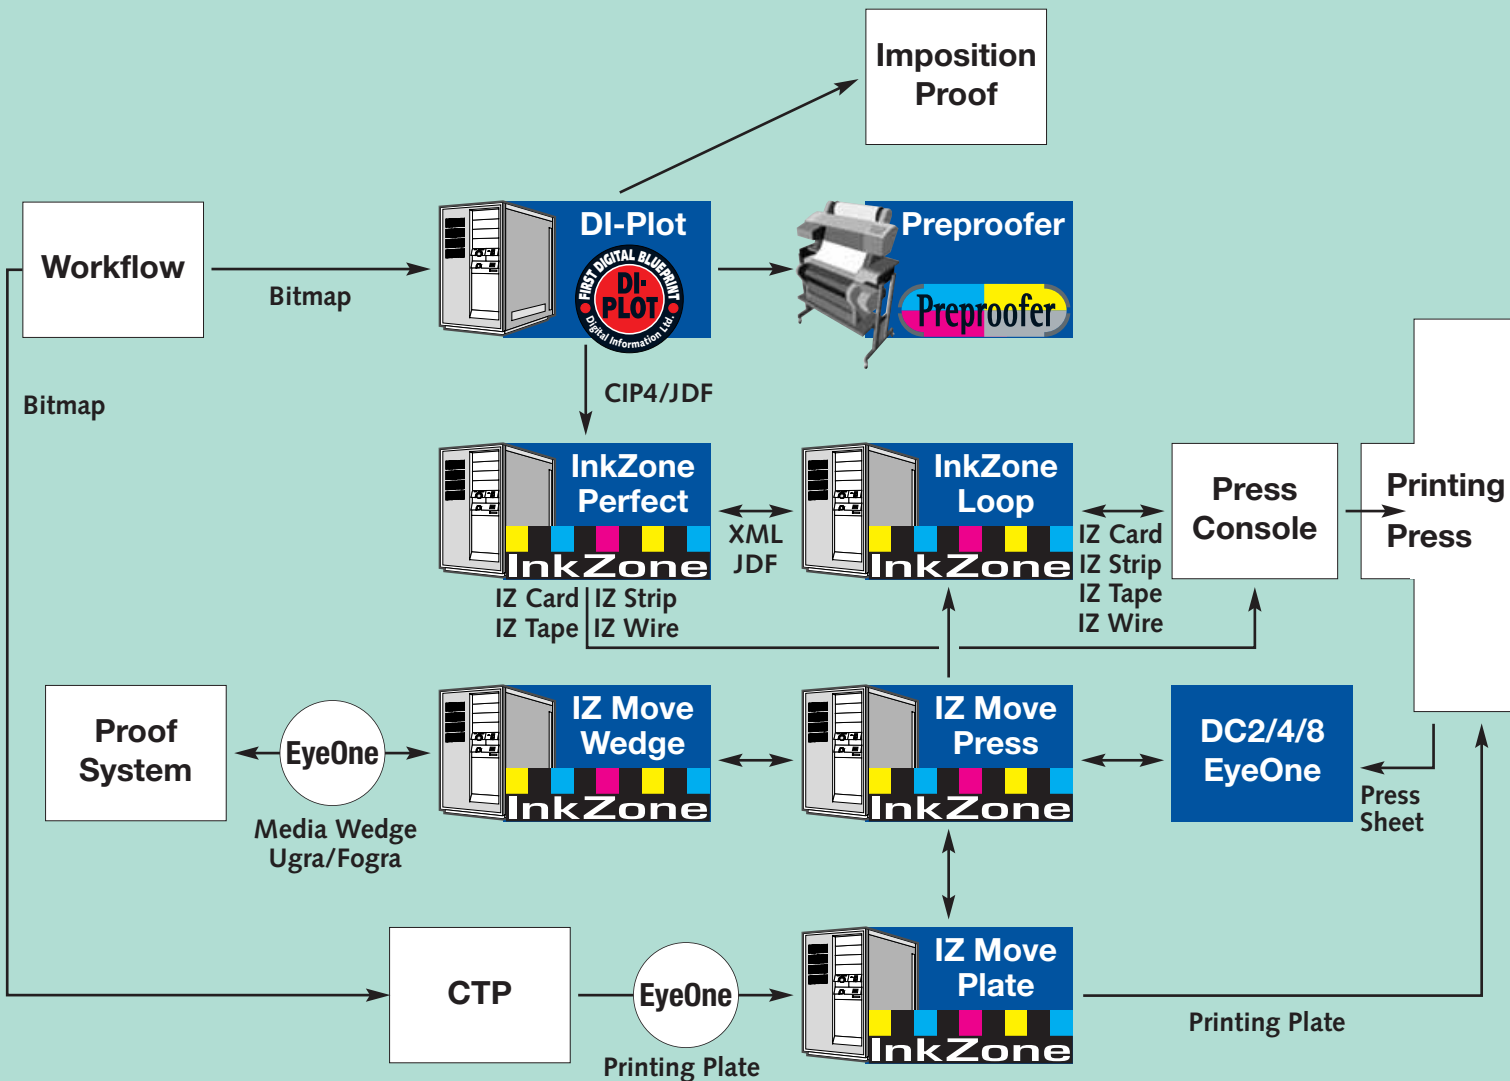 Imposition
Proof
Workflow
Bitmap
DI-Plot
FIRST DIGITAL BLUEPRINT
DI-
PLOT
Digital Information Ltd.
Preproofer
Preproofer
Bitmap
CIP4/JDF
InkZone
Perfect
InkZone
XML
JDF
InkZone
Loop
InkZone
IZ Card
IZ Strip
IZ Tape
IZ Wire
Press
Console
Printing
Press
IZ Card IZ Strip
IZ Tape IZ Wire
Proof
System
EyeOne
Media Wedge
Ugra/Fogra
IZ Move
Wedge
InkZone
IZ Move
Press
InkZone
DC2/4/8
EyeOne
Press
Sheet
CTP
EyeOne
Printing Plate
IZ Move
Plate
InkZone
Printing Plate